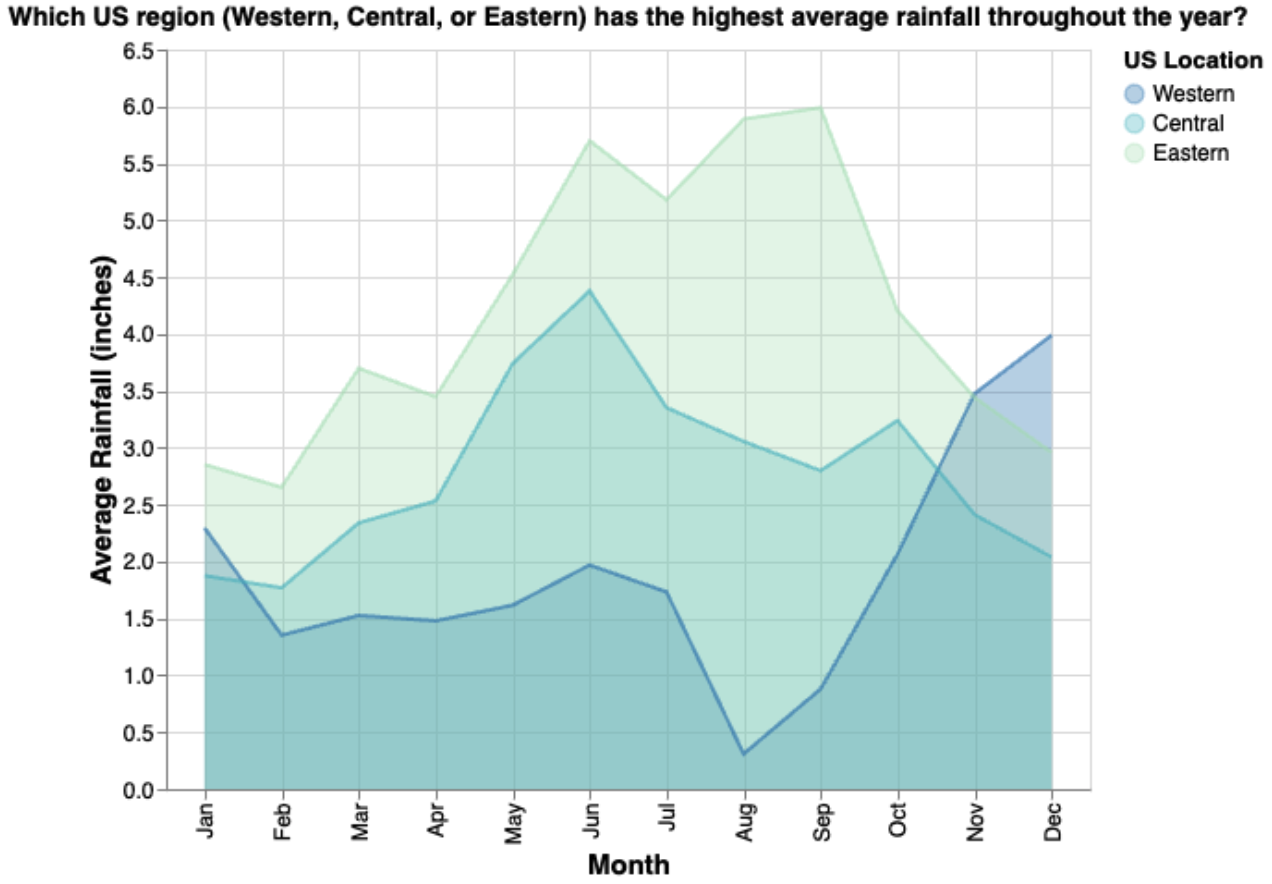 Which US region (Western, Central, or Eastern) has the highest average rainfall throughout the year?
US Location
Western
Central
Eastern
Average Rainfall (inches)
6.5
6.0
5.5
5.0
4.5
4.0
3.5
3.0
2.5
2.0
1.5
1.0
0.5
0.0
Jan
Feb
Mar
Apr
May
Jun
Jul
Aug
Sep
Oct
Nov
Dec
Month